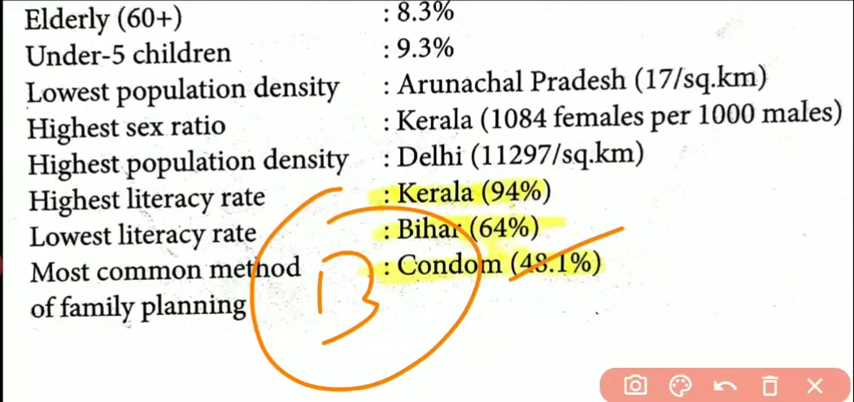 Elderly (60+) : 8.3%
Under-5 children : 9.3%
Lowest population density : Arunachal Pradesh (17/sq.km)
Highest sex ratio : Kerala (1084 females per 1000 males)
Highest population density : Delhi (11297/sq.km)
Highest literacy rate : Kerala (94%)
Lowest literacy rate : Bihar (64%)
Most common method : Condom (48.1%)
of family planning
B